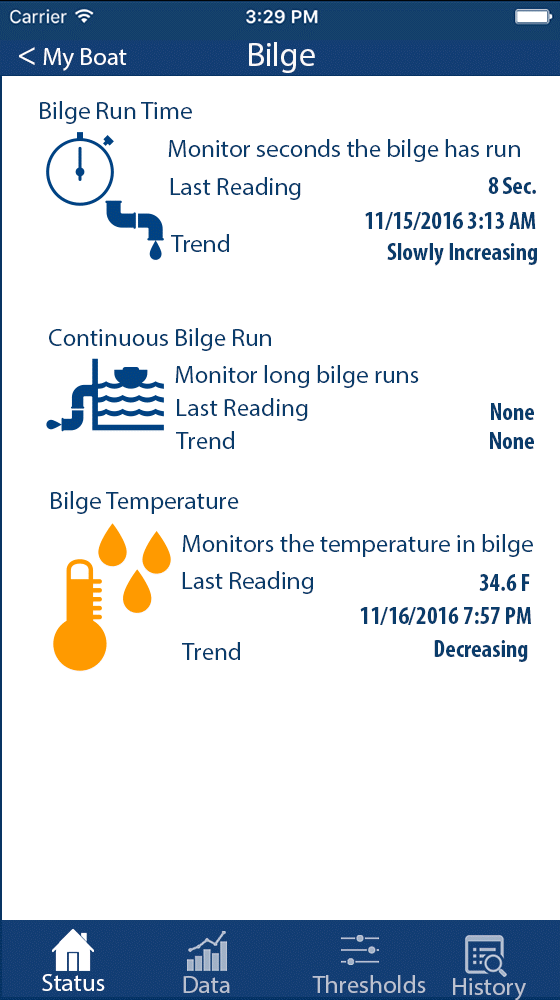 Carrier 3:29 PM
< My Boat Bilge
Bilge Run Time
Monitor seconds the bilge has run
Last Reading 8 Sec.
11/15/2016 3:13 AM
Trend Slowly Increasing
Continuous Bilge Run
Monitor long bilge runs
Last Reading None
Trend None
Bilge Temperature
Monitors the temperature in bilge
Last Reading 34.6 F
11/16/2016 7:57 PM
Trend Decreasing
Status Data Thresholds History